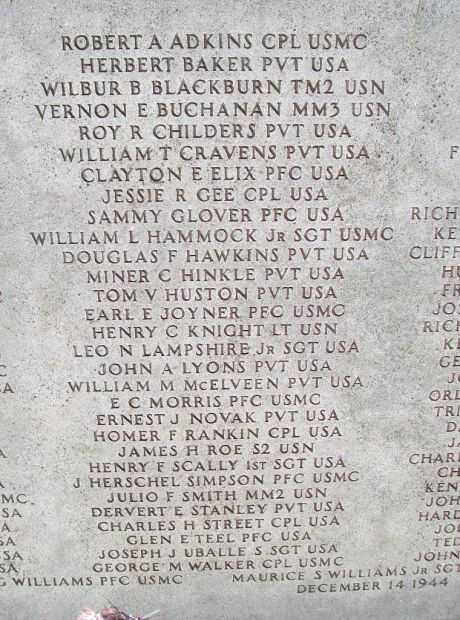 ROBERT A ADKINS CPL USMC
HERBERT BAKER PVT USA
WILBUR B BLACKBURN TM2 USN
VERNON E BUCHANAN MM3 USN
ROY R CHILDERS PVT USA
WILLIAM T CRAVENS PVT USA
CLAYTON E ELIX PFC USA
JESSIE R GEE CPL USA
SAMMY GLOVER PFC USA
WILLIAM L HAMMOCK JR SGT USMC
DOUGLAS F HAWKINS PVT USA
MINER C HINKLE PVT USA
TOM V HUSTON PVT USA
EARL E JOYNER PFC USMC
HENRY C KNIGHT LT USN
LEO N LAMPSHIRE JR SGT USA
JOHN A LYONS PVT USA
WILLIAM M McELVEEN PVT USA
E C MORRIS PFC USMC
ERNEST J NOVAK PVT USA
HOMER F RANKIN CPL USA
JAMES H ROE S2 USN
HENRY F SCALLY 1ST SGT USA
J HERSCHEL SIMPSON PFC USMC
JULIO F SMITH MM2 USN
DERVERT E STANLEY PVT USA
CHARLES H STREET CPL USA
GLEN E TEEL PFC USA
JOSEPH J UBALLE S SGT USA
GEORGE M WALKER CPL USMC
G WILLIAMS PFC USMC MAURICE S WILLIAMS JR SGT
DECEMBER 14 1944